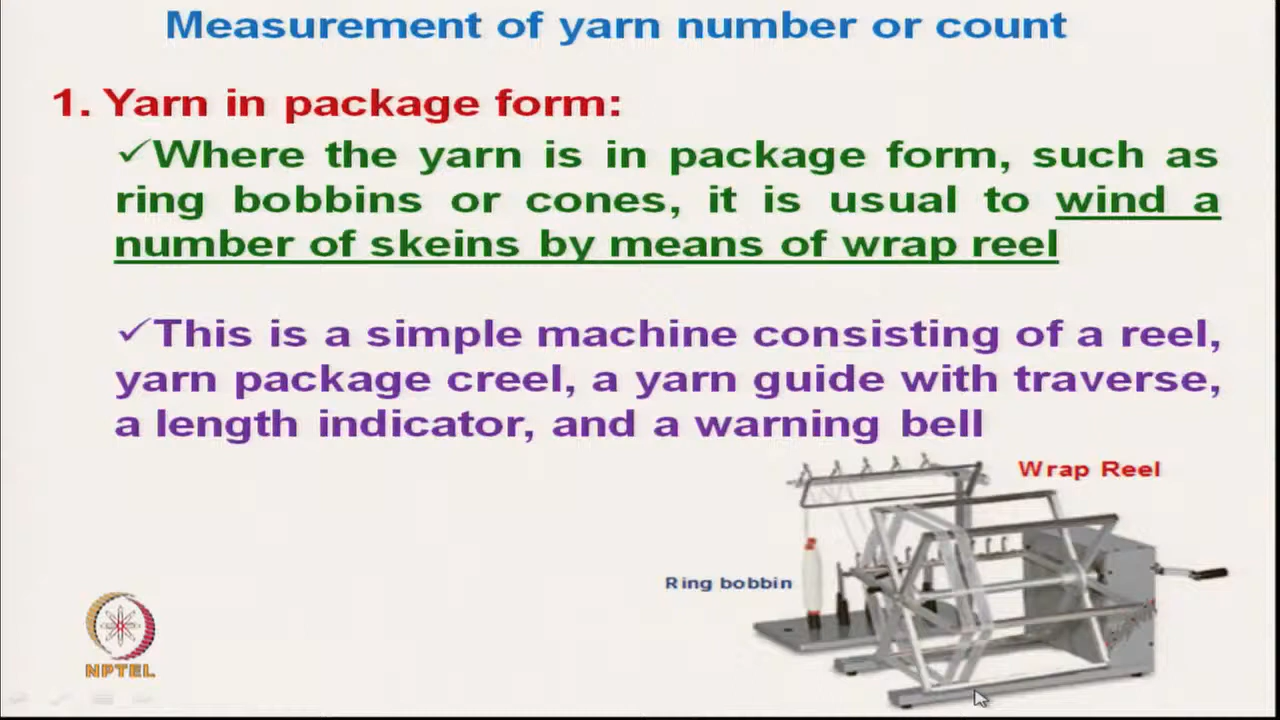 Measurement of yarn number or count
1. Yarn in package form:
✓Where the yarn is in package form, such as
ring bobbins or cones, it is usual to wind a
number of skeins by means of wrap reel
✓This is a simple machine consisting of a reel,
yarn package creel, a yarn guide with traverse,
a length indicator, and a warning bell
Wrap Reel
Ring bobbin
NPTEL